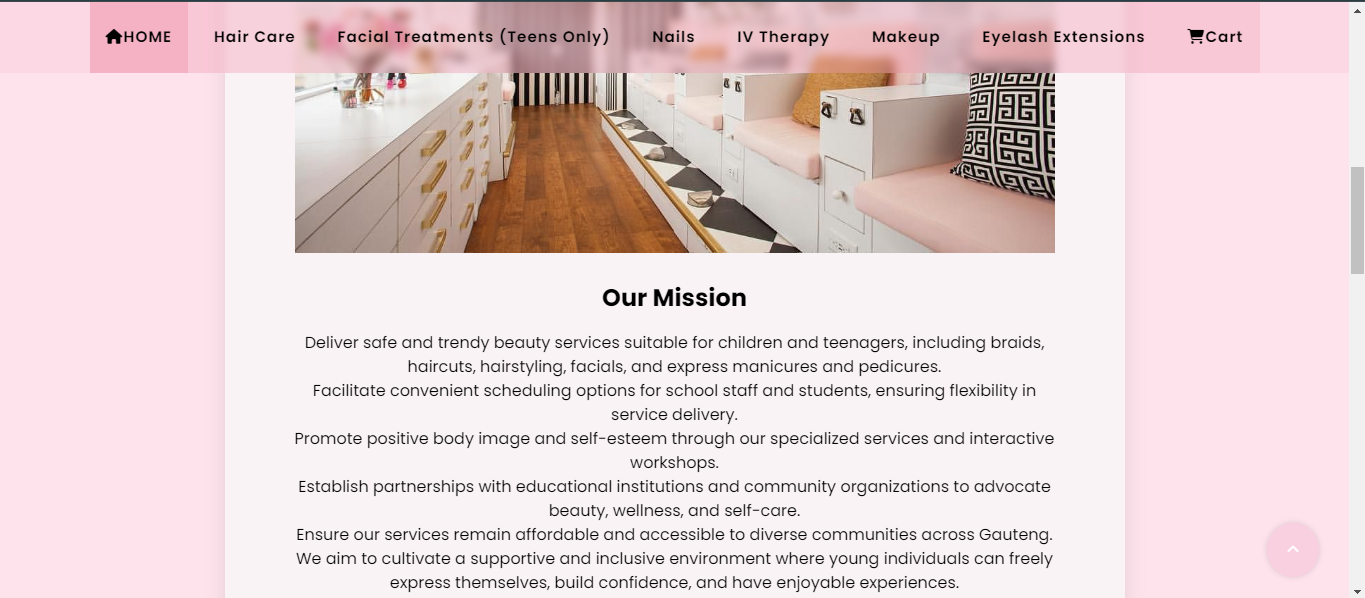 HOME Hair Care Facial Treatments (Teens Only) Nails IV Therapy Makeup Eyelash Extensions Cart
Our Mission
Deliver safe and trendy beauty services suitable for children and teenagers, including braids,
haircuts, hairstyling, facials, and express manicures and pedicures.
Facilitate convenient scheduling options for school staff and students, ensuring flexibility in
service delivery.
Promote positive body image and self-esteem through our specialized services and interactive
workshops.
Establish partnerships with educational institutions and community organizations to advocate
beauty, wellness, and self-care.
Ensure our services remain affordable and accessible to diverse communities across Gauteng.
We aim to cultivate a supportive and inclusive environment where young individuals can freely
express themselves, build confidence, and have enjoyable experiences.